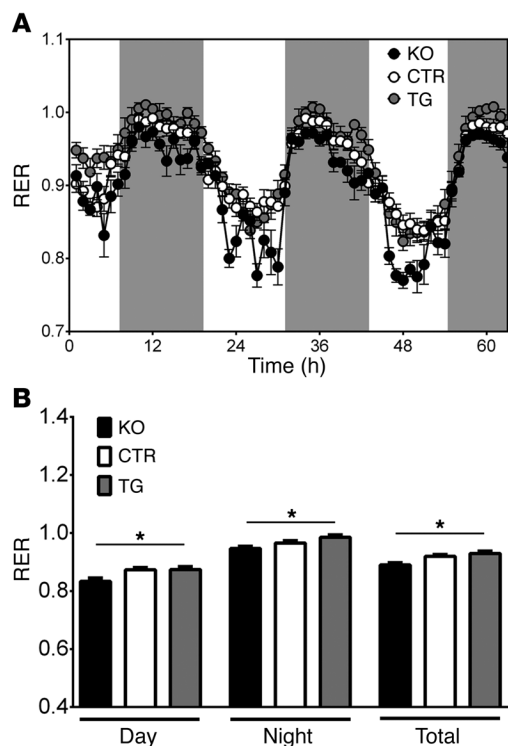 A
1.1
1.0
0.9
0.8
0.7
RER
KO
CTR
TG
0 12 24 36 48 60
Time (h)
B
1.4
1.2
1.0
0.8
0.6
0.4
RER
KO
CTR
TG
* * *
Day Night Total